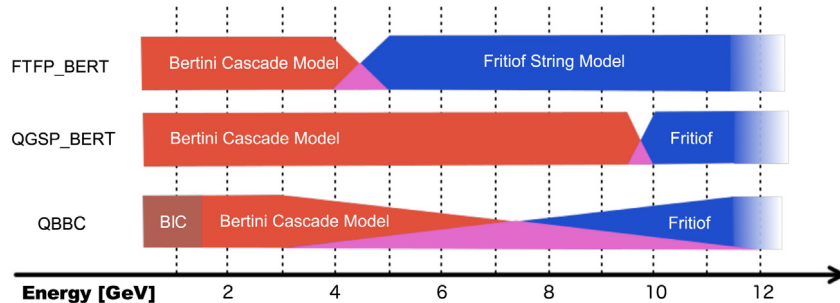 FTFP_BERT
Bertini Cascade Model
Fritiof String Model
QGSP_BERT
Bertini Cascade Model
Fritiof
QBBC
BIC
Bertini Cascade Model
Fritiof
Energy [GeV] 2 4 6 8 10 12